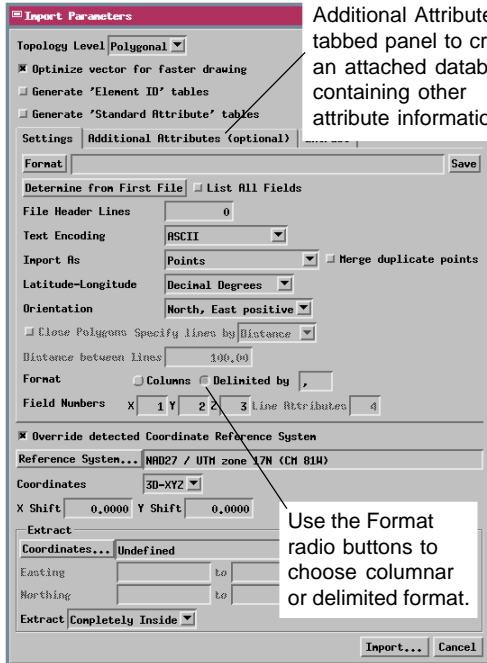 Import Parameters
Additional Attribute
tabbed panel to cr
an attached datab
containing other
attribute informatio
Topology Level Polygonal
Optimize vector for faster drawing
Generate 'Element ID' tables
Generate 'Standard Attribute' tables
Settings Additional Attributes (optional)
Format Save
Determine from First File List All Fields
File Header Lines 0
Text Encoding ASCII
Import As Points Merge duplicate points
Latitude-Longitude Decimal Degrees
Orientation North, East positive
Close Polygons Specify lines by Distance
Distance between lines 100.00
Format Columns Delimited by ,
Field Numbers X 1 Y 2 Z 3 Line Attributes 4
Override detected Coordinate Reference System
Reference System... NAD27 / UTM zone 17N (CM 81W)
Coordinates 3D-XYZ
X Shift 0.0000 Y Shift 0.0000
Use the Format
radio buttons to
choose columnar
or delimited format.
Extract
Coordinates... Undefined
Easting to
Northing to
Extract Completely Inside
Import... Cancel